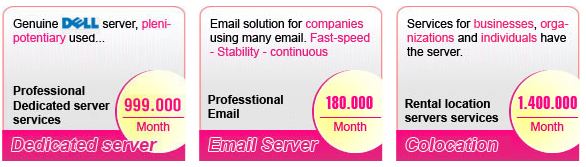 Genuine DELL server, pleni-
potentiary used...
Professional
Dedicated server
services
999.000
Month
Dedicated server
Email solution for companies
using many email. Fast-speed
- Stability - continuous
Professtional
Email
180.000
Month
Email Server
Services for businesses, orga-
nizations and individuals have
the server.
Rental location
servers services
1.400.000
Month
Colocation